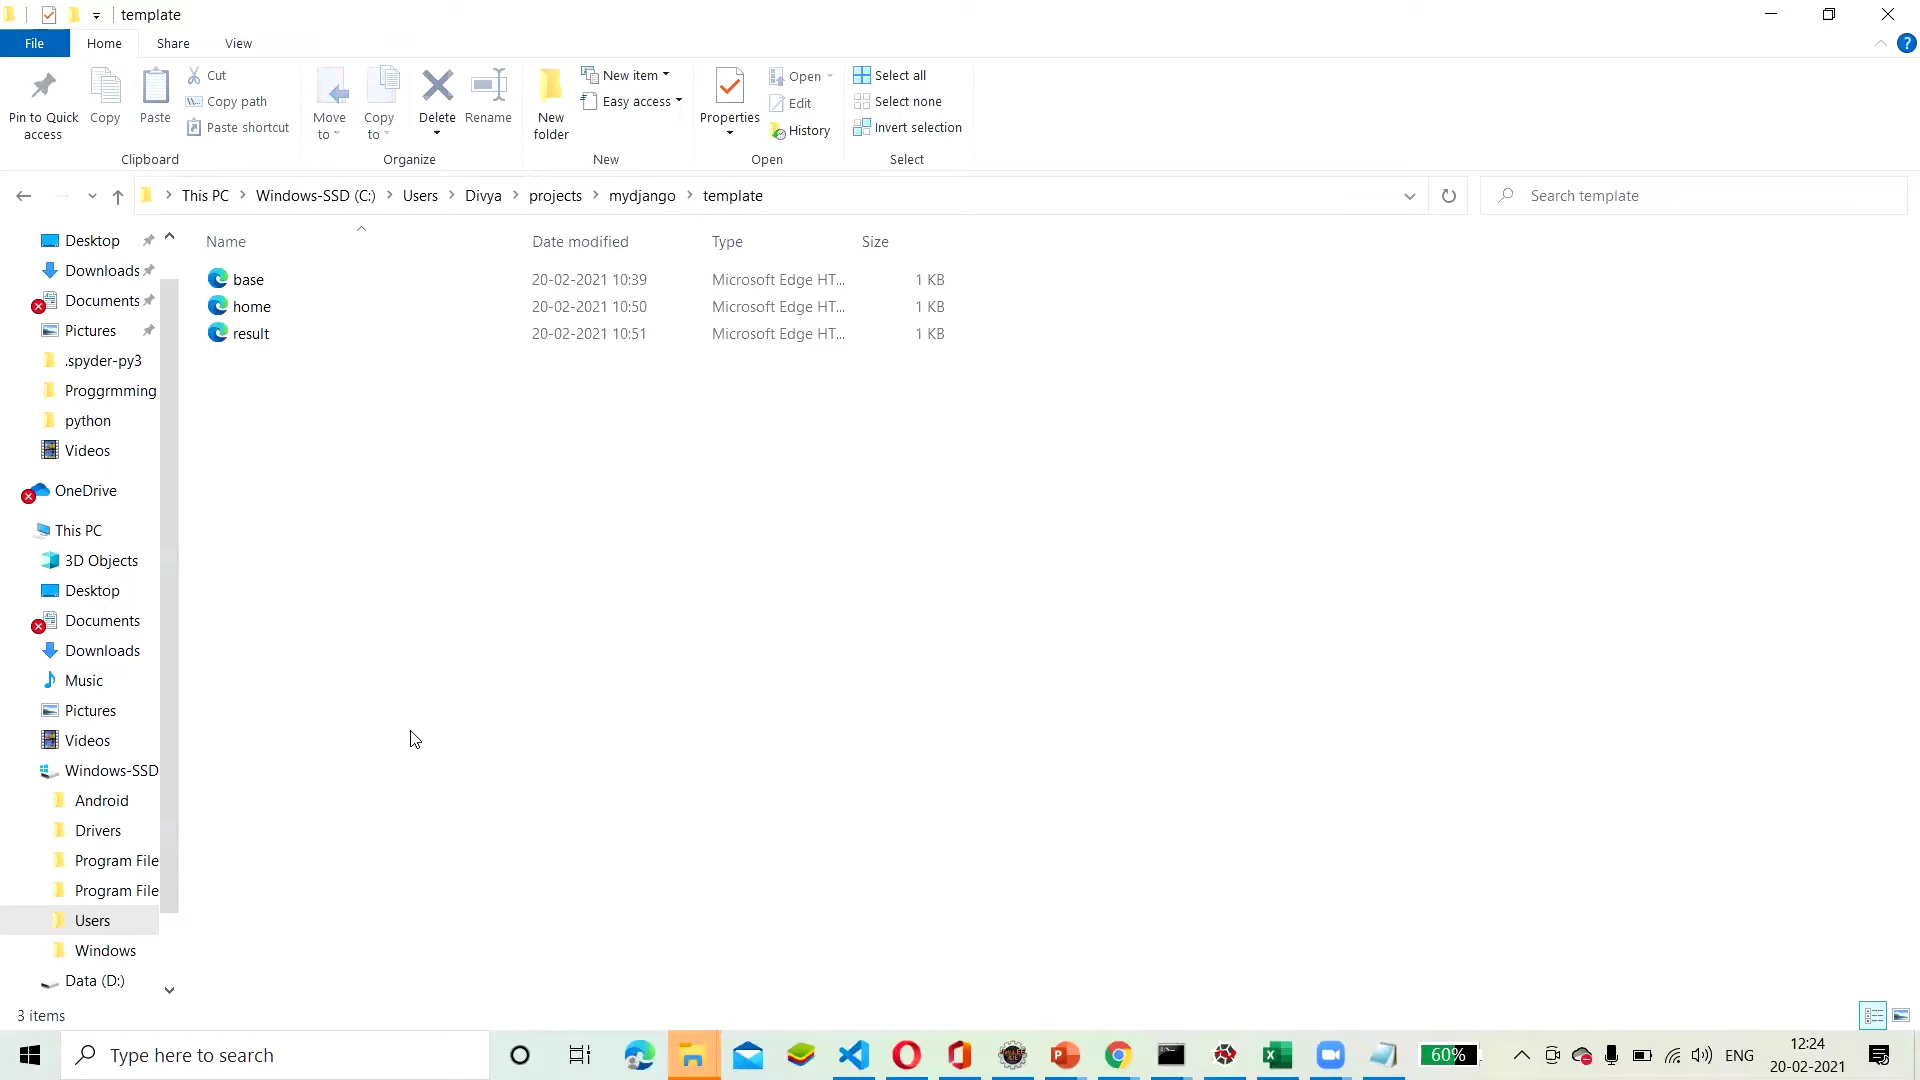 template
File
Home
Share
View
Pin to Quick
access
Copy
Paste
Cut
Copy path
Paste shortcut
Clipboard
Move
to
Copy
to
Delete
Rename
Organize
New
folder
New item
Easy access
New
Properties
Open
Edit
History
Open
Select all
Select none
Invert selection
Select
This PC
Windows-SSD (C:)
Users
Divya
projects
mydjango
template
Search template
Desktop
Downloads
Documents
Pictures
.spyder-py3
Proggrmming
python
Videos
OneDrive
This PC
3D Objects
Desktop
Documents
Downloads
Music
Pictures
Videos
Windows-SSD
Android
Drivers
Program File
Program File
Users
Windows
Data (D:)
Name Date modified Type Size
base 20-02-2021 10:39 Microsoft Edge HT... 1 KB
home 20-02-2021 10:50 Microsoft Edge HT... 1 KB
result 20-02-2021 10:51 Microsoft Edge HT... 1 KB
3 items
Type here to search
60%
ENG
12:24
20-02-2021